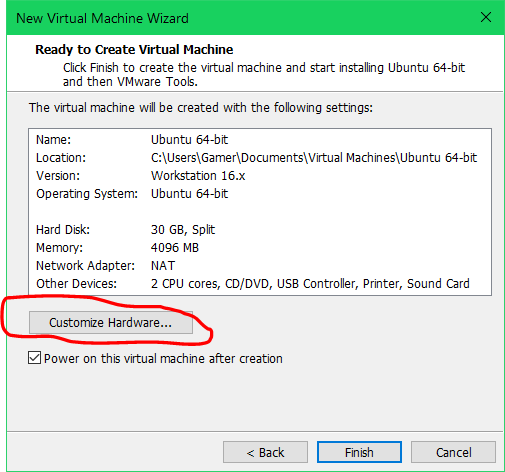 New Virtual Machine Wizard
Ready to Create Virtual Machine
Click Finish to create the virtual machine and start installing Ubuntu 64-bit
and then VMware Tools.
The virtual machine will be created with the following settings:
Name: Ubuntu 64-bit
Location: C:\Users\Gamer\Documents\Virtual Machines\Ubuntu 64-bit
Version: Workstation 16.x
Operating System: Ubuntu 64-bit
Hard Disk: 30 GB, Split
Memory: 4096 MB
Network Adapter: NAT
Other Devices: 2 CPU cores, CD/DVD, USB Controller, Printer, Sound Card
Customize Hardware...
Power on this virtual machine after creation
< Back Finish Cancel